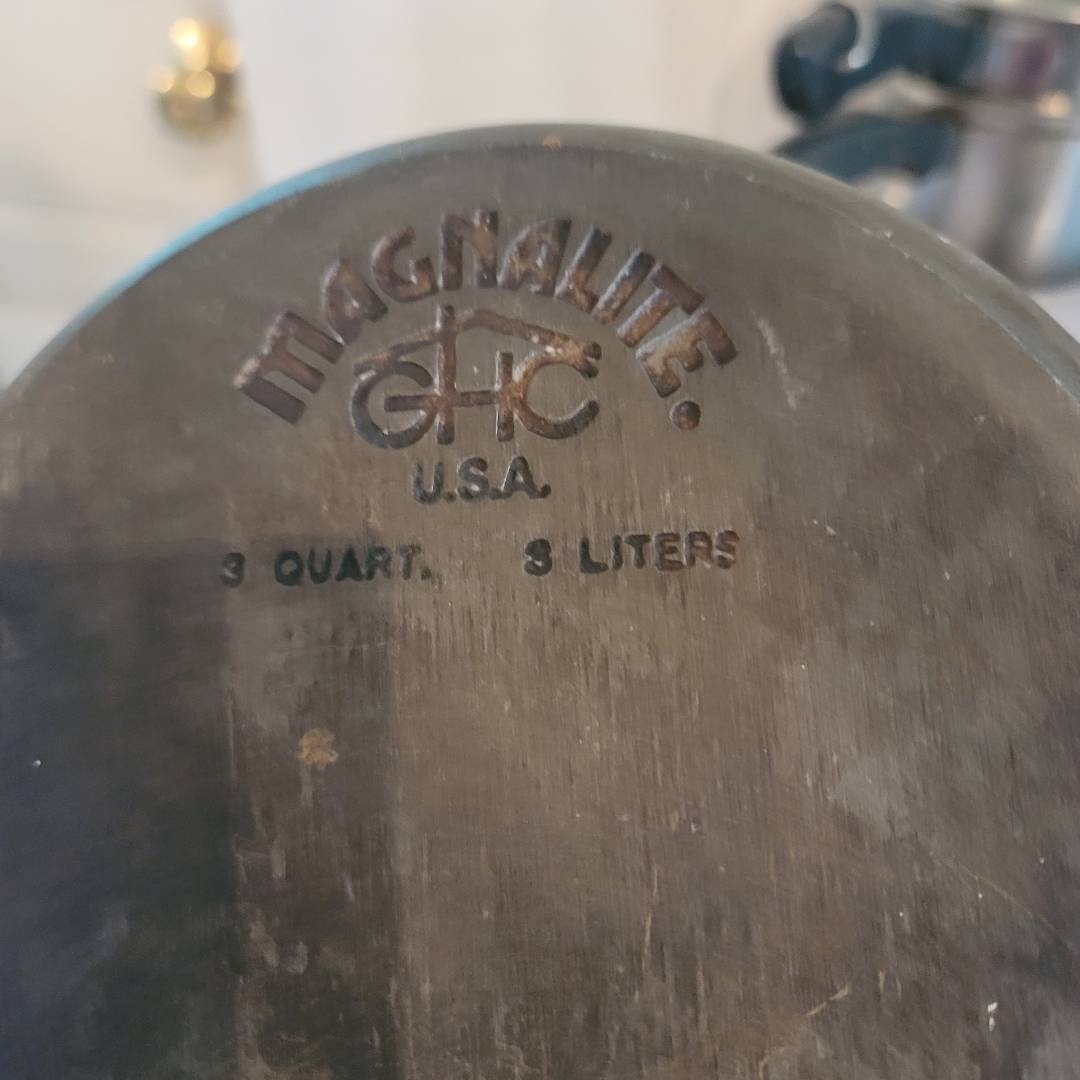 MAGNALITE.
GHC
U.S.A.
3 QUART. 3 LITERS